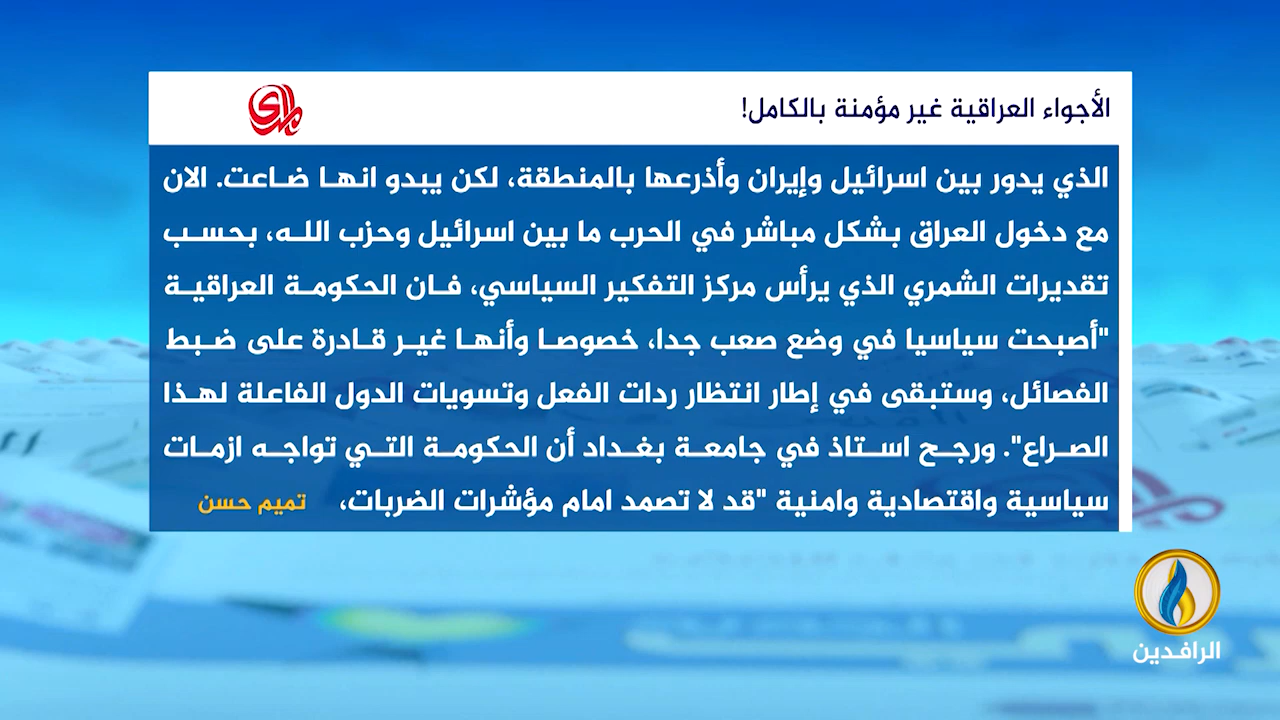 الأجواء العراقية غير مؤمنة بالكامل!
المدى
الذي يدور بين اسرائيل وإيران وأذرعها بالمنطقة، لكن يبدو انها ضاعت. الان
مع دخول العراق بشكل مباشر في الحرب ما بين اسرائيل وحزب الله، بحسب
تقديرات الشمري الذي يرأس مركز التفكير السياسي، فان الحكومة العراقية
"أصبحت سياسيا في وضع صعب جدا، خصوصا وأنها غير قادرة على ضبط
الفصائل، وستبقى في إطار انتظار ردات الفعل وتسويات الدول الفاعلة لهذا
الصراع". ورجح استاذ في جامعة بغداد أن الحكومة التي تواجه ازمات
سياسية واقتصادية وامنية "قد لا تصمد امام مؤشرات الضربات،
تميم حسن
الرافدين